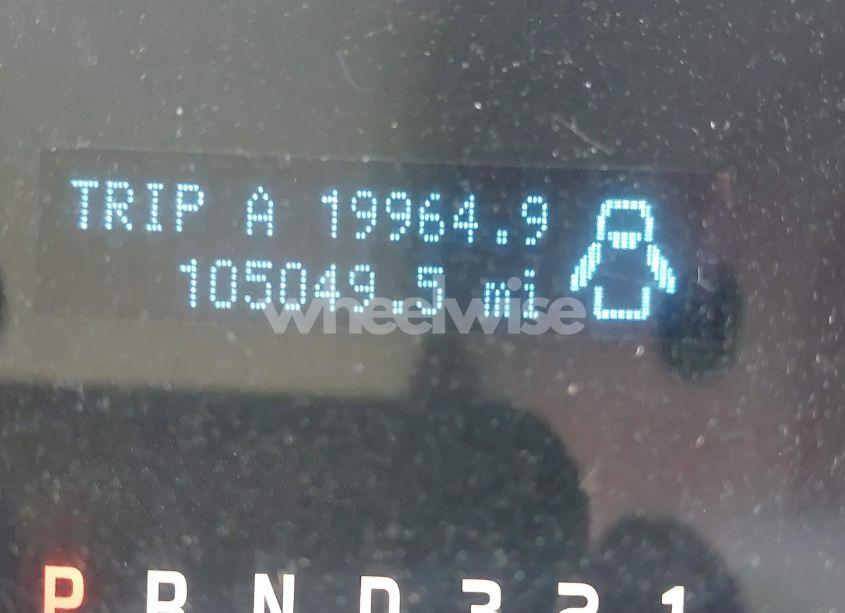 TRIP A 19964.9
105049.5 mi
wheelwise
P R N D 3 2 1